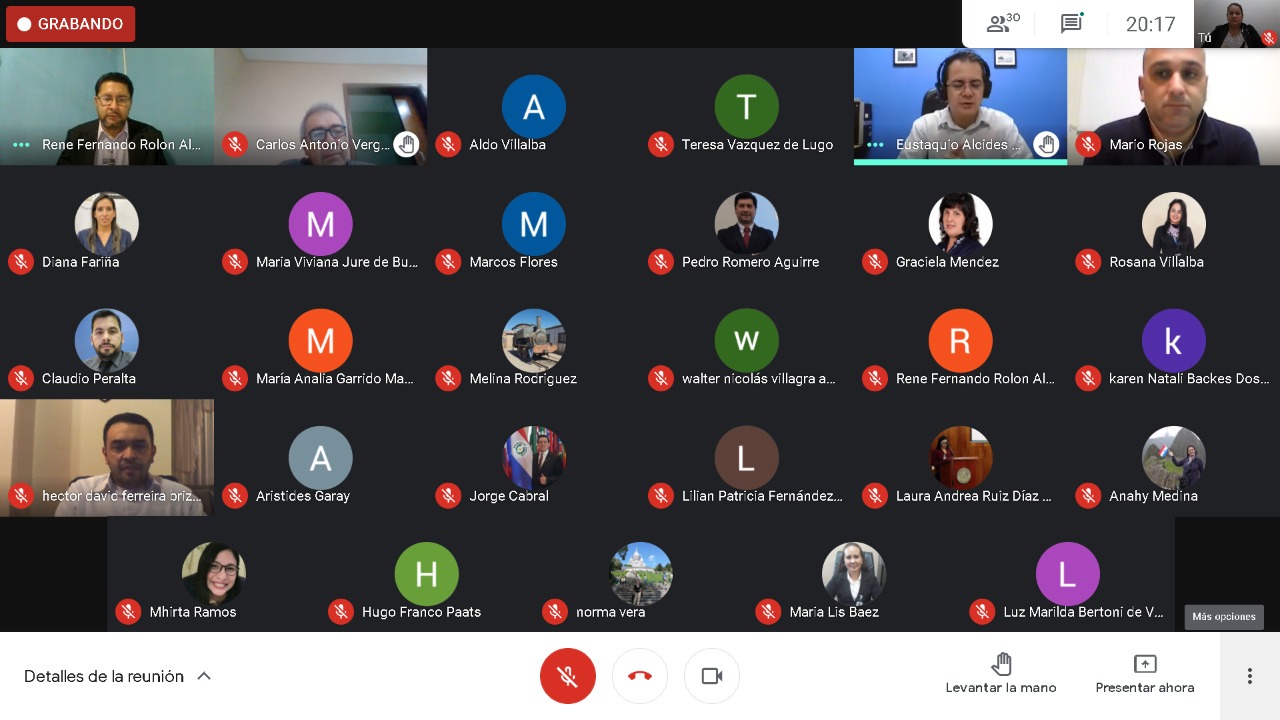 GRABANDO
30
20:17
Tú
Rene Fernando Rolon Al...
Carlos Antonio Verg...
A
Aldo Villalba
T
Teresa Vazquez de Lugo
Eustaquio Alcides ...
Mario Rojas
Diana Fariña
M
Maria Viviana Jure de Bu...
M
Marcos Flores
Pedro Romero Aguirre
Graciela Mendez
Rosana Villalba
Claudio Peralta
M
María Analía Garrido Ma...
Melina Rodríguez
w
walter nicolás villagra a...
R
Rene Fernando Rolon Al...
k
karen Natali Backes Dos...
hector david ferreira briz...
A
Aristides Garay
Jorge Cabral
L
Lilian Patricia Fernández...
Laura Andrea Ruiz Díaz ...
Anahy Medina
Mhirta Ramos
H
Hugo Franco Paats
norma vera
Maria Lis Baez
L
Luz Marilda Bertoni de V...
Más opciones
Detalles de la reunión
Levantar la mano
Presentar ahora